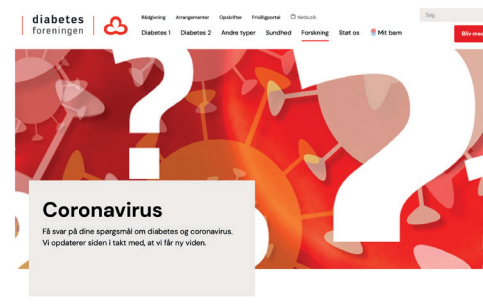 diabetes
foreningen
Rådgivning Arrangementer Opskrifter Frivilligportal Netbutik
Søg
Diabetes 1 Diabetes 2 Andre typer Sundhed Forskning Støt os Mit barn
Bliv med
? ?
Coronavirus
Få svar på dine spørgsmål om diabetes og coronavirus.
Vi opdaterer siden i takt med, at vi får ny viden.